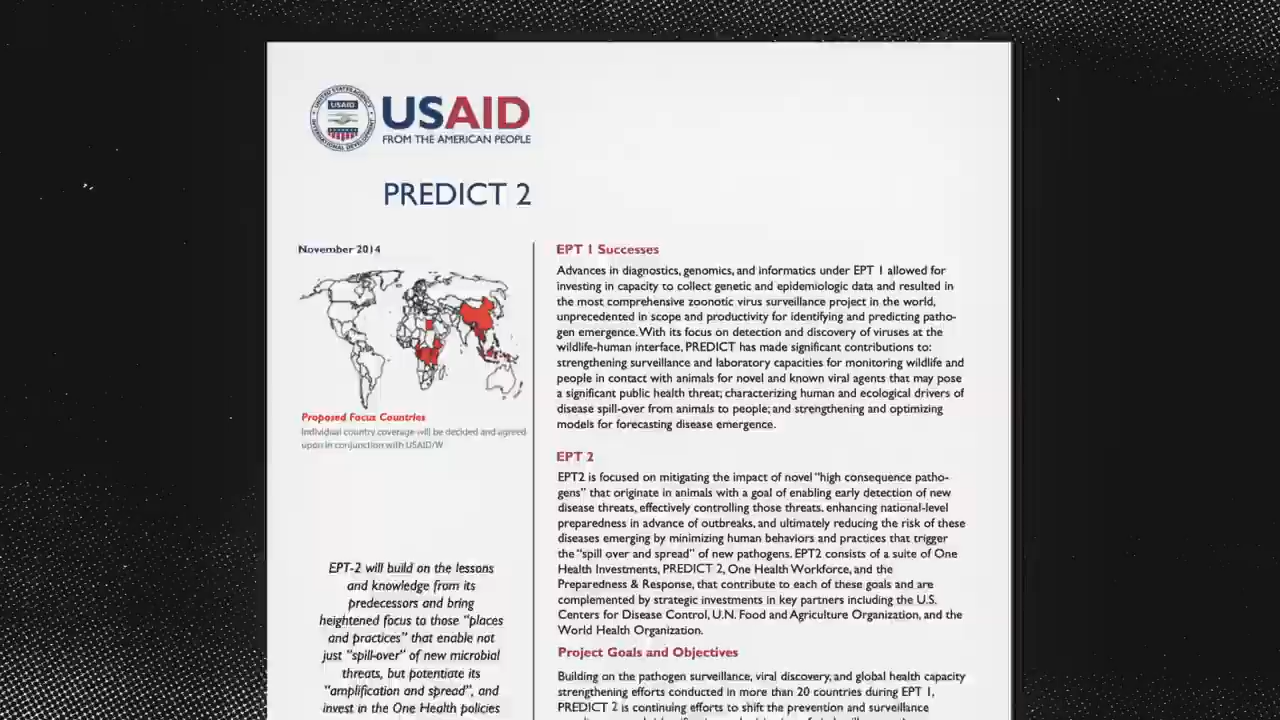 USAID
FROM THE AMERICAN PEOPLE
PREDICT 2
November 2014
Proposed Focus Countries
Individual country coverage will be decided and agreed
upon in conjunction with USAID/W
EPT-2 will build on the lessons
and knowledge from its
predecessors and bring
heightened focus to those "places
and practices" that enable not
just "spill-over" of new microbial
threats, but potentiate its
"amplification and spread", and
invest in the One Health policies
EPT 1 Successes
Advances in diagnostics, genomics, and informatics under EPT 1 allowed for
investing in capacity to collect genetic and epidemiologic data and resulted in
the most comprehensive zoonotic virus surveillance project in the world,
unprecedented in scope and productivity for identifying and predicting patho-
gen emergence. With its focus on detection and discovery of viruses at the
wildlife-human interface, PREDICT has made significant contributions to:
strengthening surveillance and laboratory capacities for monitoring wildlife and
people in contact with animals for novel and known viral agents that may pose
a significant public health threat; characterizing human and ecological drivers of
disease spill-over from animals to people; and strengthening and optimizing
models for forecasting disease emergence.
EPT 2
EPT2 is focused on mitigating the impact of novel "high consequence patho-
gens" that originate in animals with a goal of enabling early detection of new
disease threats, effectively controlling those threats, enhancing national-level
preparedness in advance of outbreaks, and ultimately reducing the risk of these
diseases emerging by minimizing human behaviors and practices that trigger
the "spill over and spread" of new pathogens. EPT2 consists of a suite of One
Health Investments, PREDICT 2, One Health Workforce, and the
Preparedness & Response, that contribute to each of these goals and are
complemented by strategic investments in key partners including the U.S.
Centers for Disease Control, U.N. Food and Agriculture Organization, and the
World Health Organization.
Project Goals and Objectives
Building on the pathogen surveillance, viral discovery, and global health capacity
strengthening efforts conducted in more than 20 countries during EPT 1,
PREDICT 2 is continuing efforts to shift the prevention and surveillance